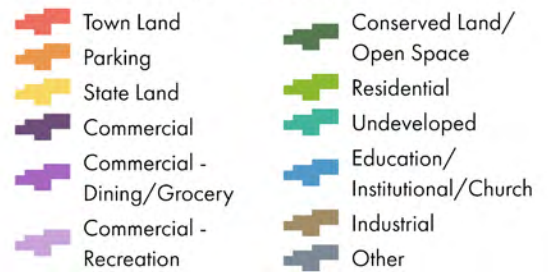 Town Land
Parking
State Land
Commercial
Commercial -
Dining/Grocery
Commercial -
Recreation
Conserved Land/
Open Space
Residential
Undeveloped
Education/
Institutional/Church
Industrial
Other